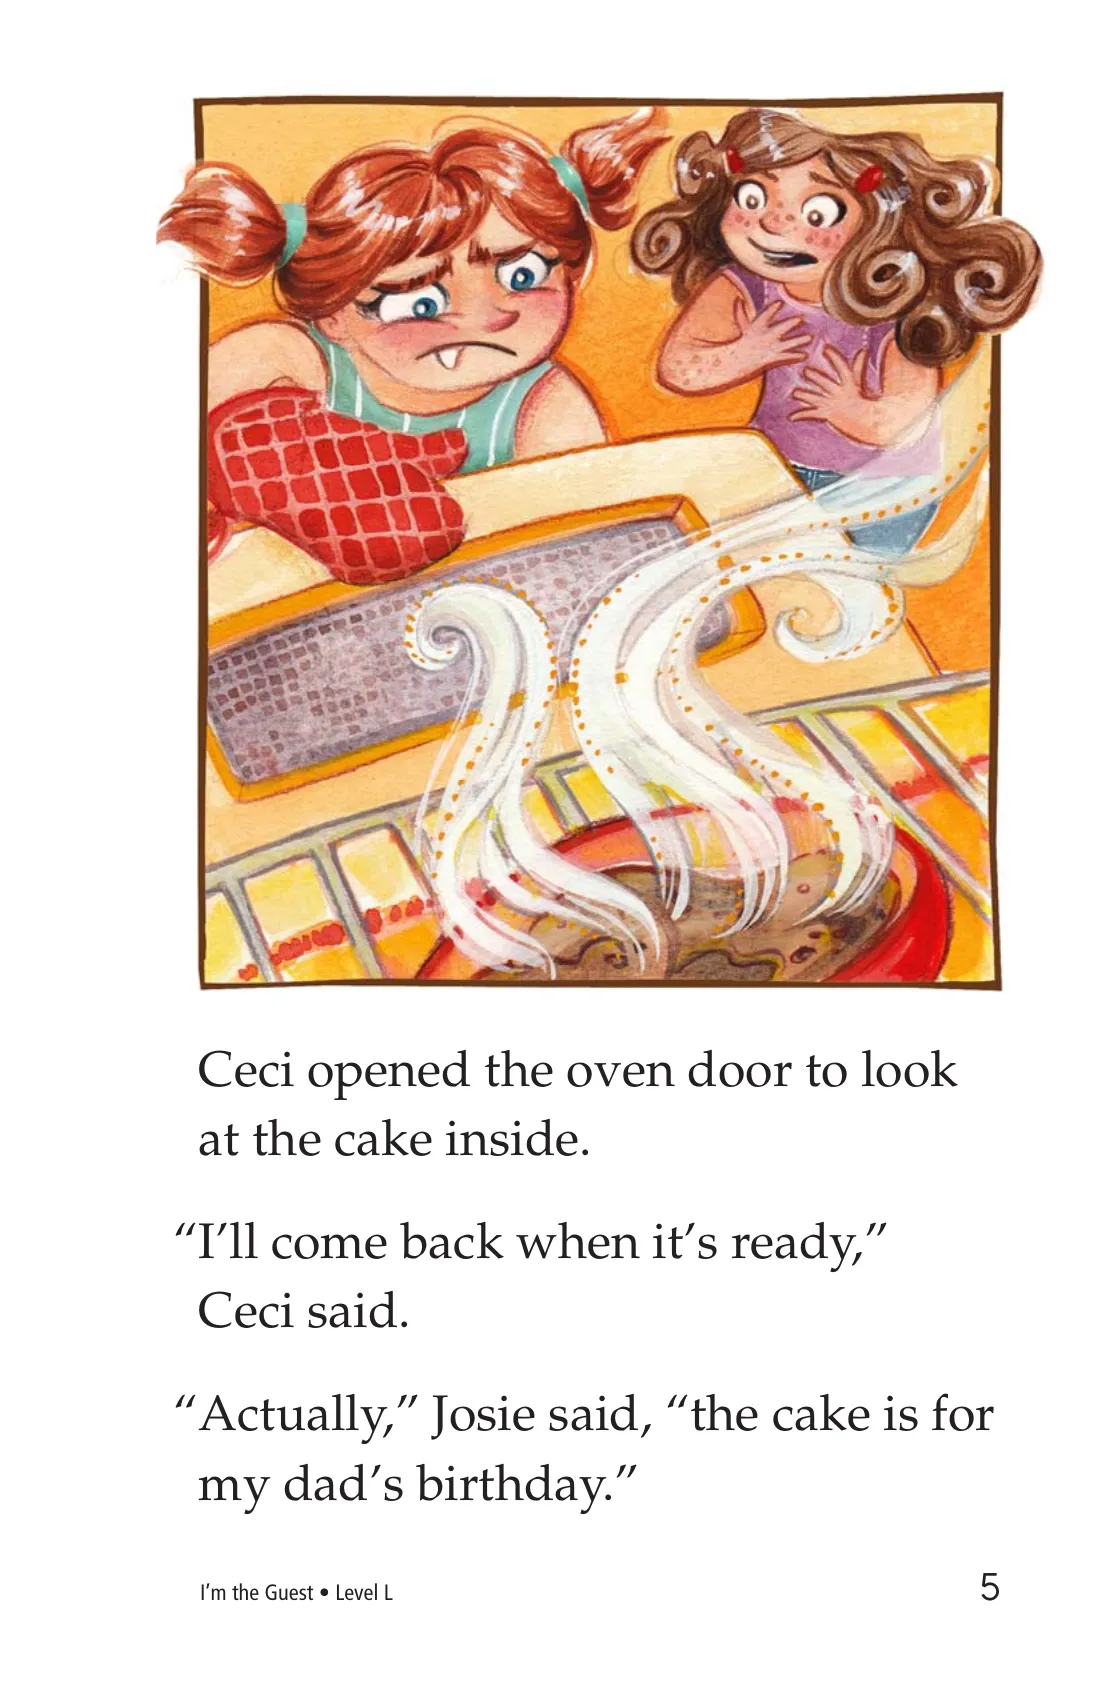 Ceci opened the oven door to look
at the cake inside.
“I’ll come back when it’s ready,”
Ceci said.
“Actually,” Josie said, “the cake is for
my dad’s birthday.”
I’m the Guest • Level L
5